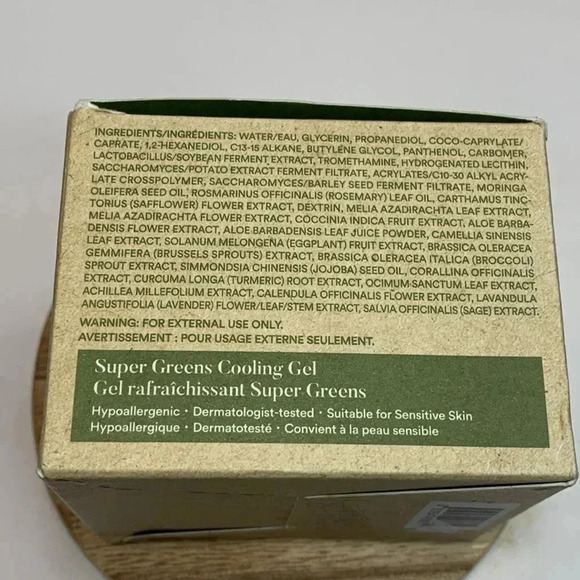 INGREDIENTS/INGRÉDIENTS: WATER/EAU, GLYCERIN, PROPANEDIOL, COCO-CAPRYLATE/
CAPRATE, 1,2-HEXANEDIOL, C13-15 ALKANE, BUTYLENE GLYCOL, PANTHENOL, CARBOMER,
LACTOBACILLUS/SOYBEAN FERMENT EXTRACT, TROMETHAMINE, HYDROGENATED LECITHIN,
SACCHAROMYCES/POTATO EXTRACT FERMENT FILTRATE, ACRYLATES/C10-30 ALKYL ACRY-
LATE CROSSPOLYMER, SACCHAROMYCES/BARLEY SEED FERMENT FILTRATE, MORINGA
OLEIFERA SEED OIL, ROSMARINUS OFFICINALIS (ROSEMARY) LEAF OIL, CARTHAMUS TINC-
TORIUS (SAFFLOWER) FLOWER EXTRACT, DEXTRIN, MELIA AZADIRACHTA LEAF EXTRACT,
MELIA AZADIRACHTA FLOWER EXTRACT, COCCINIA INDICA FRUIT EXTRACT, ALOE BARBA-
DENSIS FLOWER EXTRACT, ALOE BARBADENSIS LEAF JUICE POWDER, CAMELLIA SINENSIS
LEAF EXTRACT, SOLANUM MELONGENA (EGGPLANT) FRUIT EXTRACT, BRASSICA OLERACEA
GEMMIFERA (BRUSSELS SPROUTS) EXTRACT, BRASSICA OLERACEA ITALICA (BROCCOLI)
SPROUT EXTRACT, SIMMONDSIA CHINENSIS (JOJOBA) SEED OIL, CORALLINA OFFICINALIS
EXTRACT, CURCUMA LONGA (TURMERIC) ROOT EXTRACT, OCIMUM SANCTUM LEAF EXTRACT,
ACHILLEA MILLEFOLIUM EXTRACT, CALENDULA OFFICINALIS FLOWER EXTRACT, LAVANDULA
ANGUSTIFOLIA (LAVENDER) FLOWER/LEAF/STEM EXTRACT, SALVIA OFFICINALIS (SAGE) EXTRACT.
WARNING: FOR EXTERNAL USE ONLY.
AVERTISSEMENT : POUR USAGE EXTERNE SEULEMENT.
Super Greens Cooling Gel
Gel rafraîchissant Super Greens
Hypoallergenic · Dermatologist-tested · Suitable for Sensitive Skin
Hypoallergique · Dermatotesté · Convient à la peau sensible